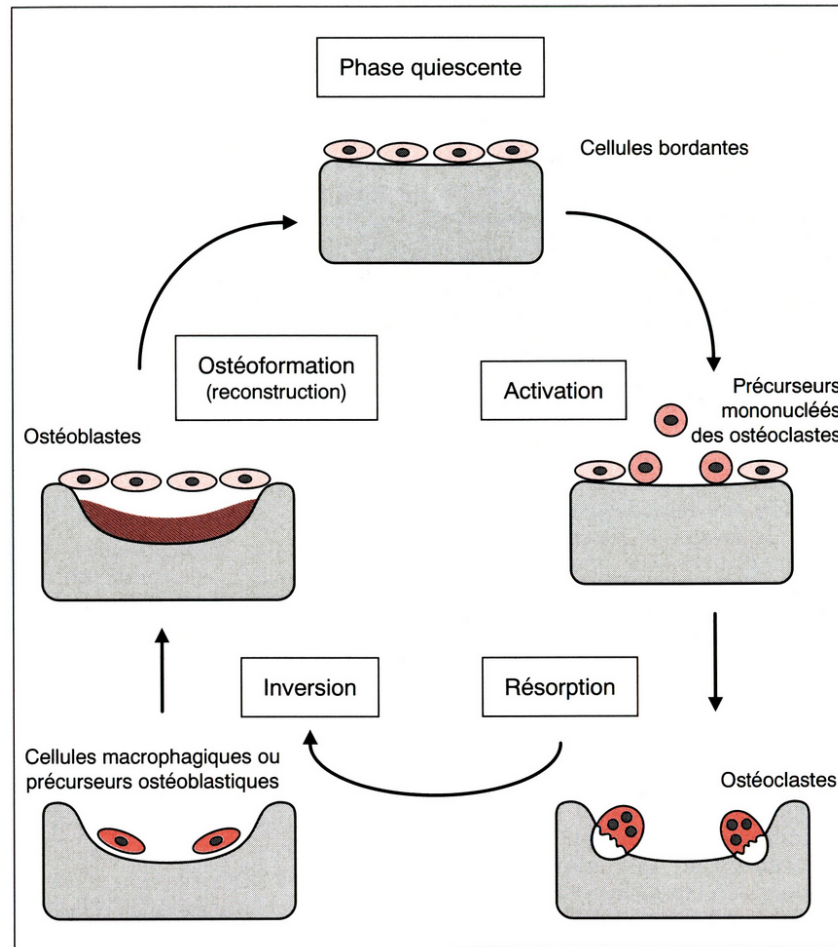 Phase quiescente
Cellules bordantes
Ostéoformation
(reconstruction)
Activation
Précurseurs
mononucléés
des ostéoclastes
Ostéoblastes
Inversion
Résorption
Cellules macrophagiques ou
précurseurs ostéoblastiques
Ostéoclastes